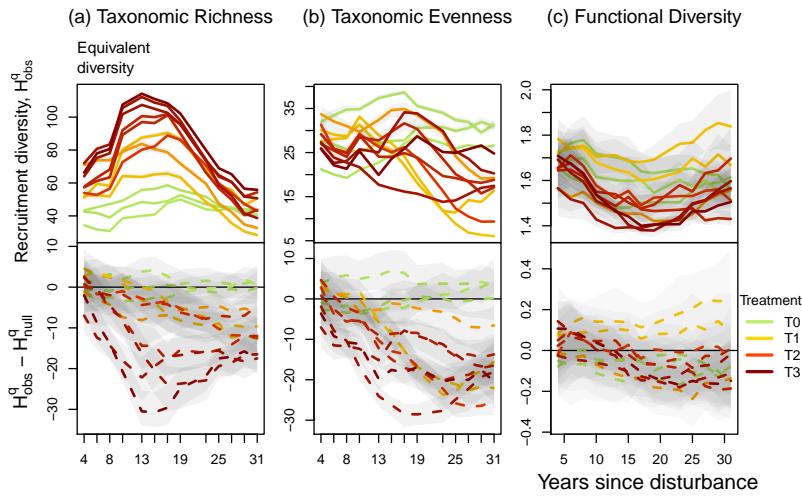 (a) Taxonomic Richness
(b) Taxonomic Evenness
(c) Functional Diversity
Equivalent
diversity
Recruitment diversity, H^q_obs
40 60 80 100
5 15 25 35
1.4 1.6 1.8 2.0
H^q_obs − H^q_null
−30 −20 −10 0 10
−30 −20 −10 0 10
−0.4 −0.2 0.0 0.2 0.4
4 8 13 19 25 31
4 8 13 19 25 31
5 10 15 20 25 30
Treatment
T0
T1
T2
T3
Years since disturbance